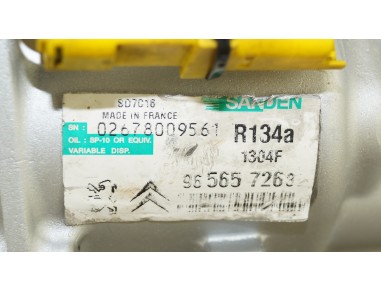 SD7C16 SANDEN
MADE IN FRANCE
SN : 02678009561 R134a
OIL : SP-10 OR EQUIV. 1304F
VARIABLE DISP.
96 565 7263